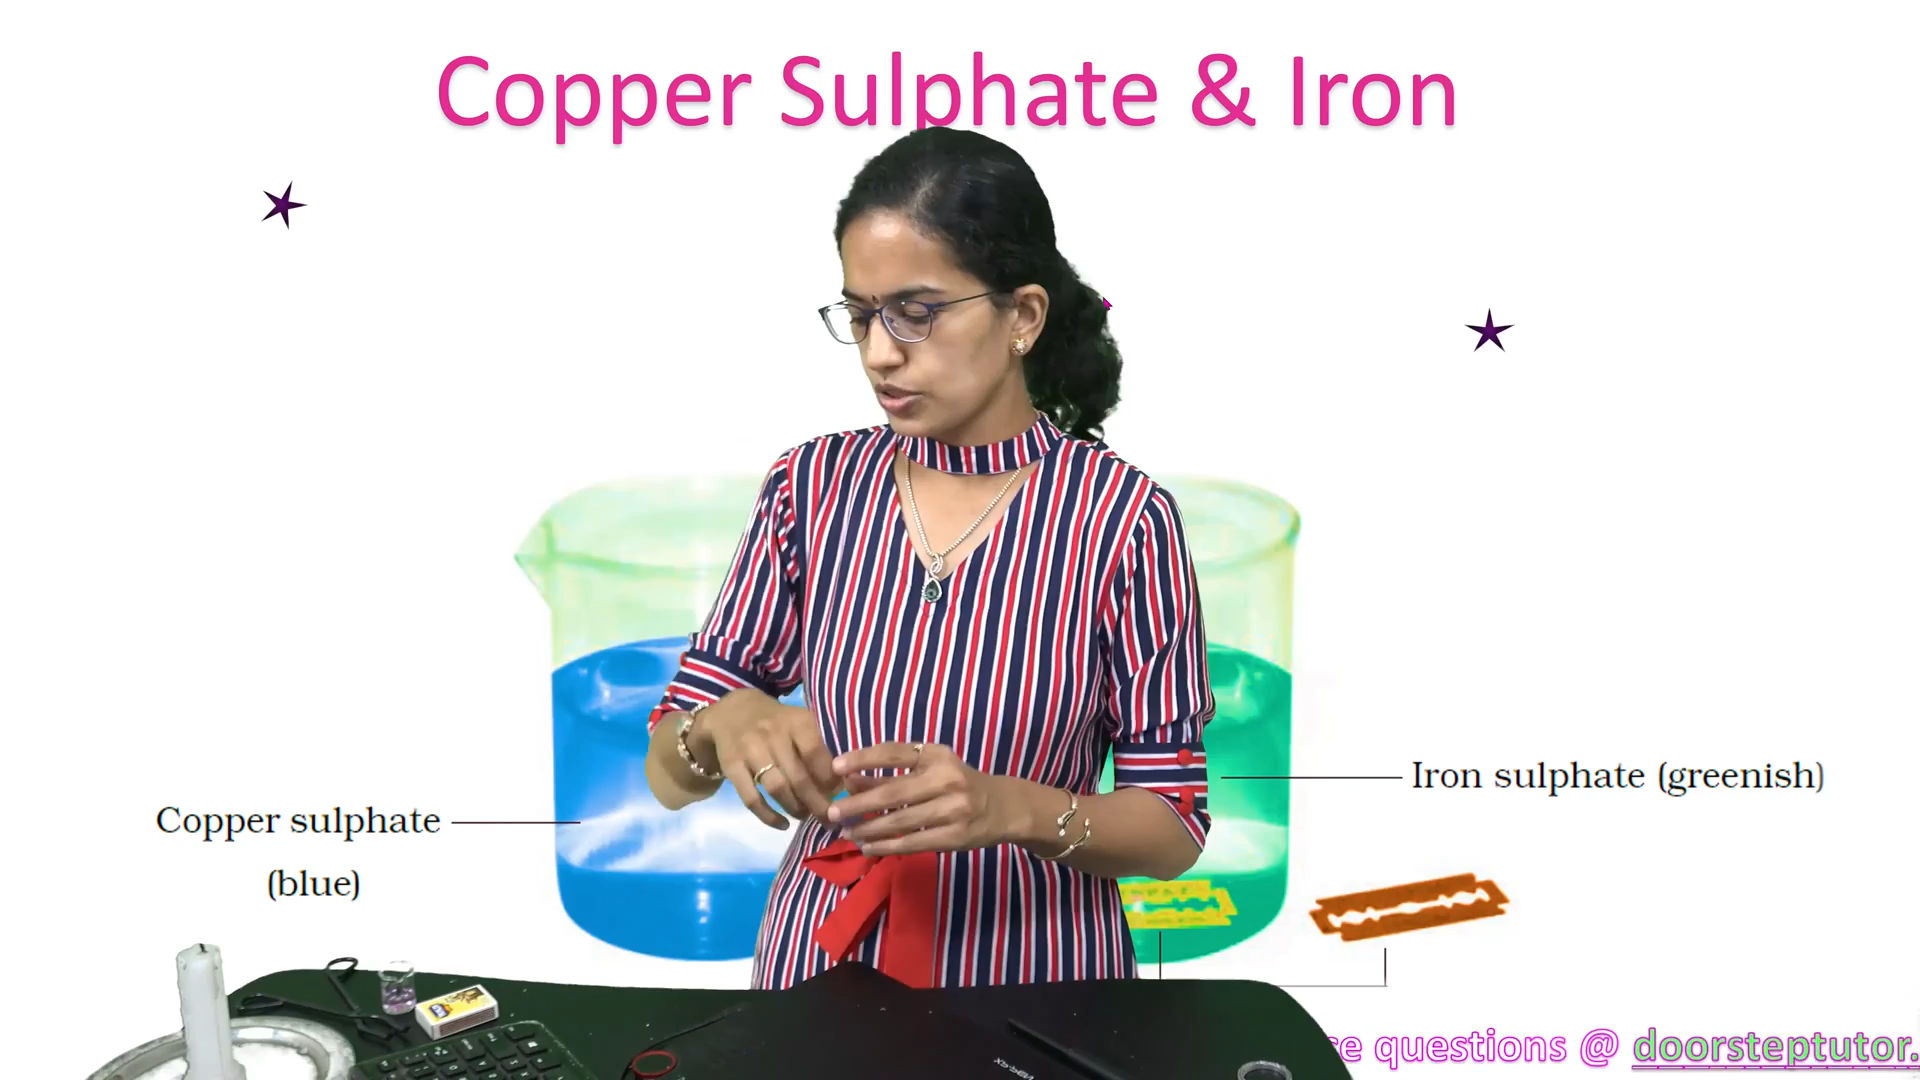 Copper Sulphate & Iron
Iron sulphate (greenish)
Copper sulphate
(blue)
questions @ doorsteptutor.